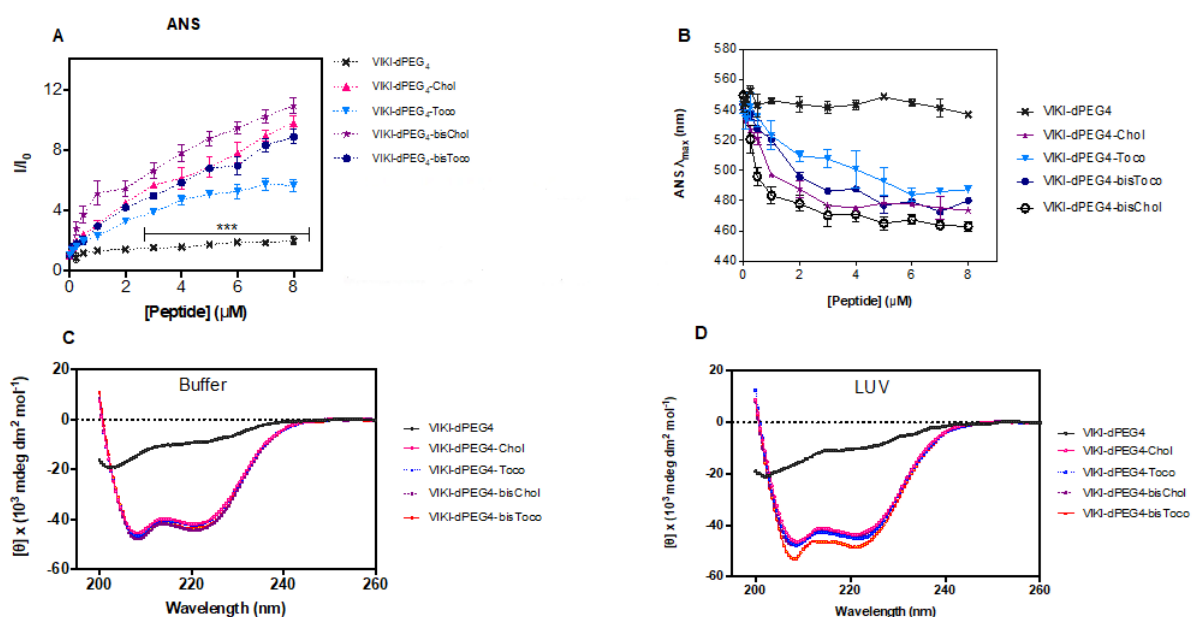 ANS
A
12
8
4
0
I/I0
0 2 4 6 8
[Peptide] (µM)
***
VIKI-dPEG4
VIKI-dPEG4-Chol
VIKI-dPEG4-Toco
VIKI-dPEG4-bisChol
VIKI-dPEG4-bisToco
B
580
560
540
520
500
480
460
440
ANS λmax (nm)
0 2 4 6 8
[Peptide] (µM)
VIKI-dPEG4
VIKI-dPEG4-Chol
VIKI-dPEG4-Toco
VIKI-dPEG4-bisToco
VIKI-dPEG4-bisChol
C
Buffer
20
0
-20
-40
-60
[θ] x (10³ mdeg dm² mol⁻¹)
200 220 240 260
Wavelength (nm)
VIKI-dPEG4
VIKI-dPEG4-Chol
VIKI-dPEG4-Toco
VIKI-dPEG4-bisChol
VIKI-dPEG4-bisToco
D
LUV
20
0
-20
-40
-60
[θ] x (10³ mdeg dm² mol⁻¹)
200 220 240 260
Wavelength (nm)
VIKI-dPEG4
VIKI-dPEG4-Chol
VIKI-dPEG4-Toco
VIKI-dPEG4-bisChol
VIKI-dPEG4-bisToco